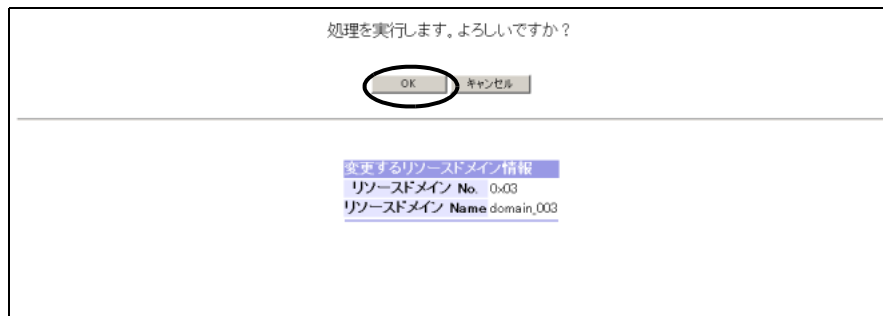 処理を実行します。よろしいですか？
OK キャンセル
変更するリソースドメイン情報
リソースドメイン No. 0x03
リソースドメイン Name domain_003